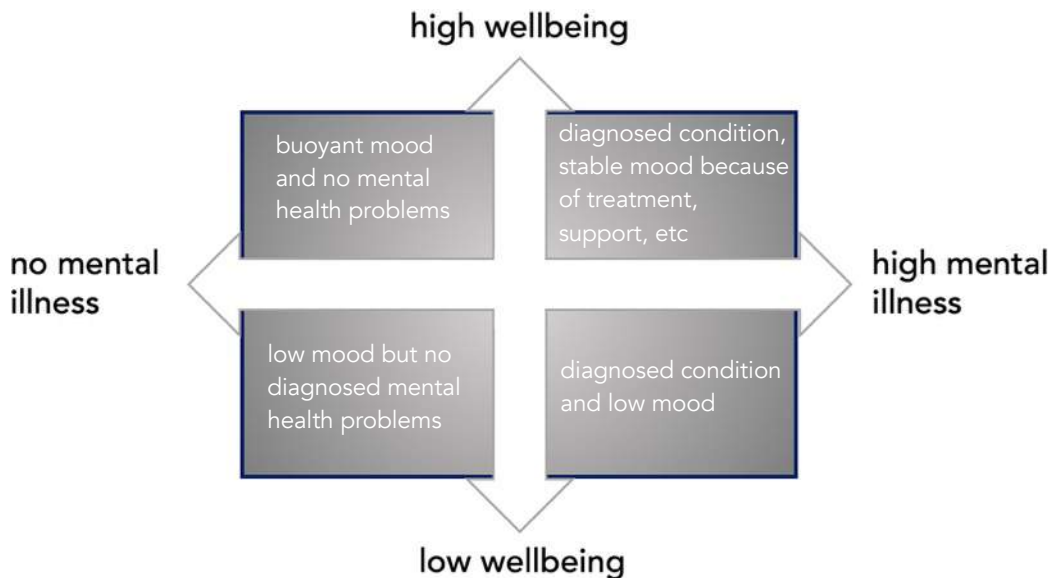 high wellbeing
buoyant mood
and no mental
health problems
diagnosed condition,
stable mood because
of treatment,
support, etc
no mental
illness
high mental
illness
low mood but no
diagnosed mental
health problems
diagnosed condition
and low mood
low wellbeing